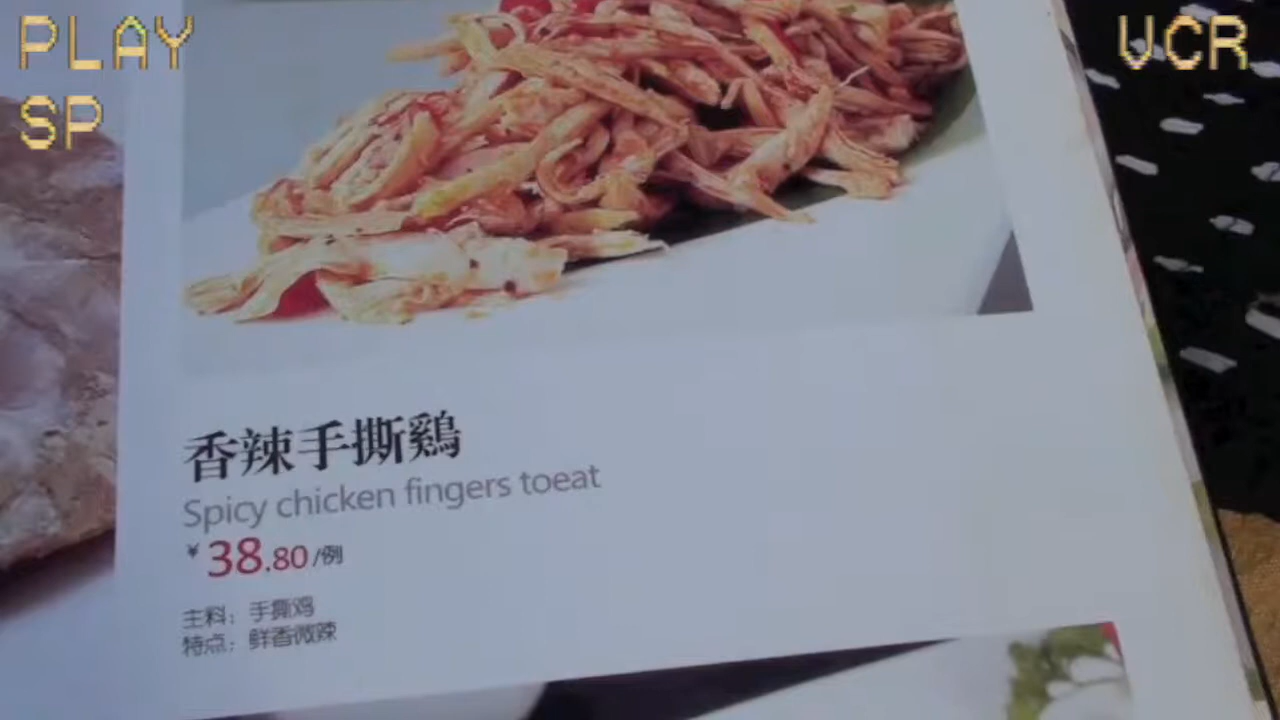 PLAY
VCR
SP
香辣手撕鷄
Spicy chicken fingers toeat
¥38.80/例
主料：手撕鸡
特点：鲜香微辣